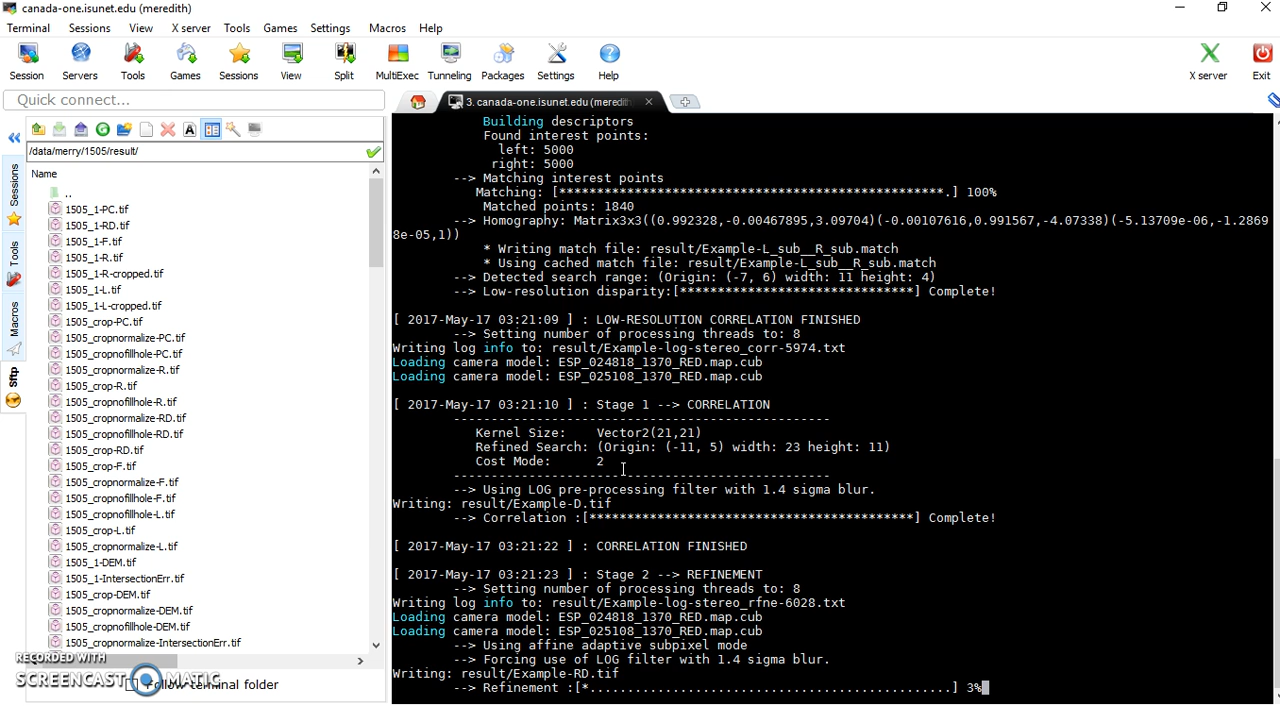 canada-one.isunet.edu (meredith)
Terminal Sessions View X server Tools Games Settings Macros Help
Session Servers Tools Games Sessions View Split MultiExec Tunneling Packages Settings Help X server Exit
Quick connect...
3. canada-one.isunet.edu (meredith
/data/merry/1505/result/
Name
..
1505_1-PC.tif
1505_1-RD.tif
1505_1-F.tif
1505_1-R.tif
1505_1-R-cropped.tif
1505_1-L.tif
1505_1-L-cropped.tif
1505_crop-PC.tif
1505_cropnormalize-PC.tif
1505_cropnofillhole-PC.tif
1505_cropnormalize-R.tif
1505_crop-R.tif
1505_cropnofillhole-R.tif
1505_cropnormalize-RD.tif
1505_cropnofillhole-RD.tif
1505_crop-RD.tif
1505_crop-F.tif
1505_cropnormalize-F.tif
1505_cropnofillhole-F.tif
1505_cropnofillhole-L.tif
1505_crop-L.tif
1505_cropnormalize-L.tif
1505_1-DEM.tif
1505_1-IntersectionErr.tif
1505_crop-DEM.tif
1505_cropnormalize-DEM.tif
1505_cropnofillhole-DEM.tif
1505_cropnormalize-IntersectionErr.tif
Follow terminal folder
Sessions
Tools
Macros
Sftp
Building descriptors
Found interest points:
left: 5000
right: 5000
--> Matching interest points
Matching: [**************************************************.] 100%
Matched points: 1840
--> Homography: Matrix3x3((0.992328,-0.00467895,3.09704)(-0.00107616,0.991567,-4.07338)(-5.13709e-06,-1.2869
8e-05,1))
* Writing match file: result/Example-L_sub__R_sub.match
* Using cached match file: result/Example-L_sub__R_sub.match
--> Detected search range: (Origin: (-7, 6) width: 11 height: 4)
--> Low-resolution disparity:[*******************************] Complete!
[ 2017-May-17 03:21:09 ] : LOW-RESOLUTION CORRELATION FINISHED
--> Setting number of processing threads to: 8
Writing log info to: result/Example-log-stereo_corr-5974.txt
Loading camera model: ESP_024818_1370_RED.map.cub
Loading camera model: ESP_025108_1370_RED.map.cub
[ 2017-May-17 03:21:10 ] : Stage 1 --> CORRELATION
--------------------------------------------------
Kernel Size: Vector2(21,21)
Refined Search: (Origin: (-11, 5) width: 23 height: 11)
Cost Mode: 2
--------------------------------------------------
--> Using LOG pre-processing filter with 1.4 sigma blur.
Writing: result/Example-D.tif
--> Correlation :[*******************************************] Complete!
[ 2017-May-17 03:21:22 ] : CORRELATION FINISHED
[ 2017-May-17 03:21:23 ] : Stage 2 --> REFINEMENT
--> Setting number of processing threads to: 8
Writing log info to: result/Example-log-stereo_rfne-6028.txt
Loading camera model: ESP_024818_1370_RED.map.cub
Loading camera model: ESP_025108_1370_RED.map.cub
--> Using affine adaptive subpixel mode
--> Forcing use of LOG filter with 1.4 sigma blur.
Writing: result/Example-RD.tif
--> Refinement :[*................................................] 3%
RECORDED WITH
SCREENCAST MATIC